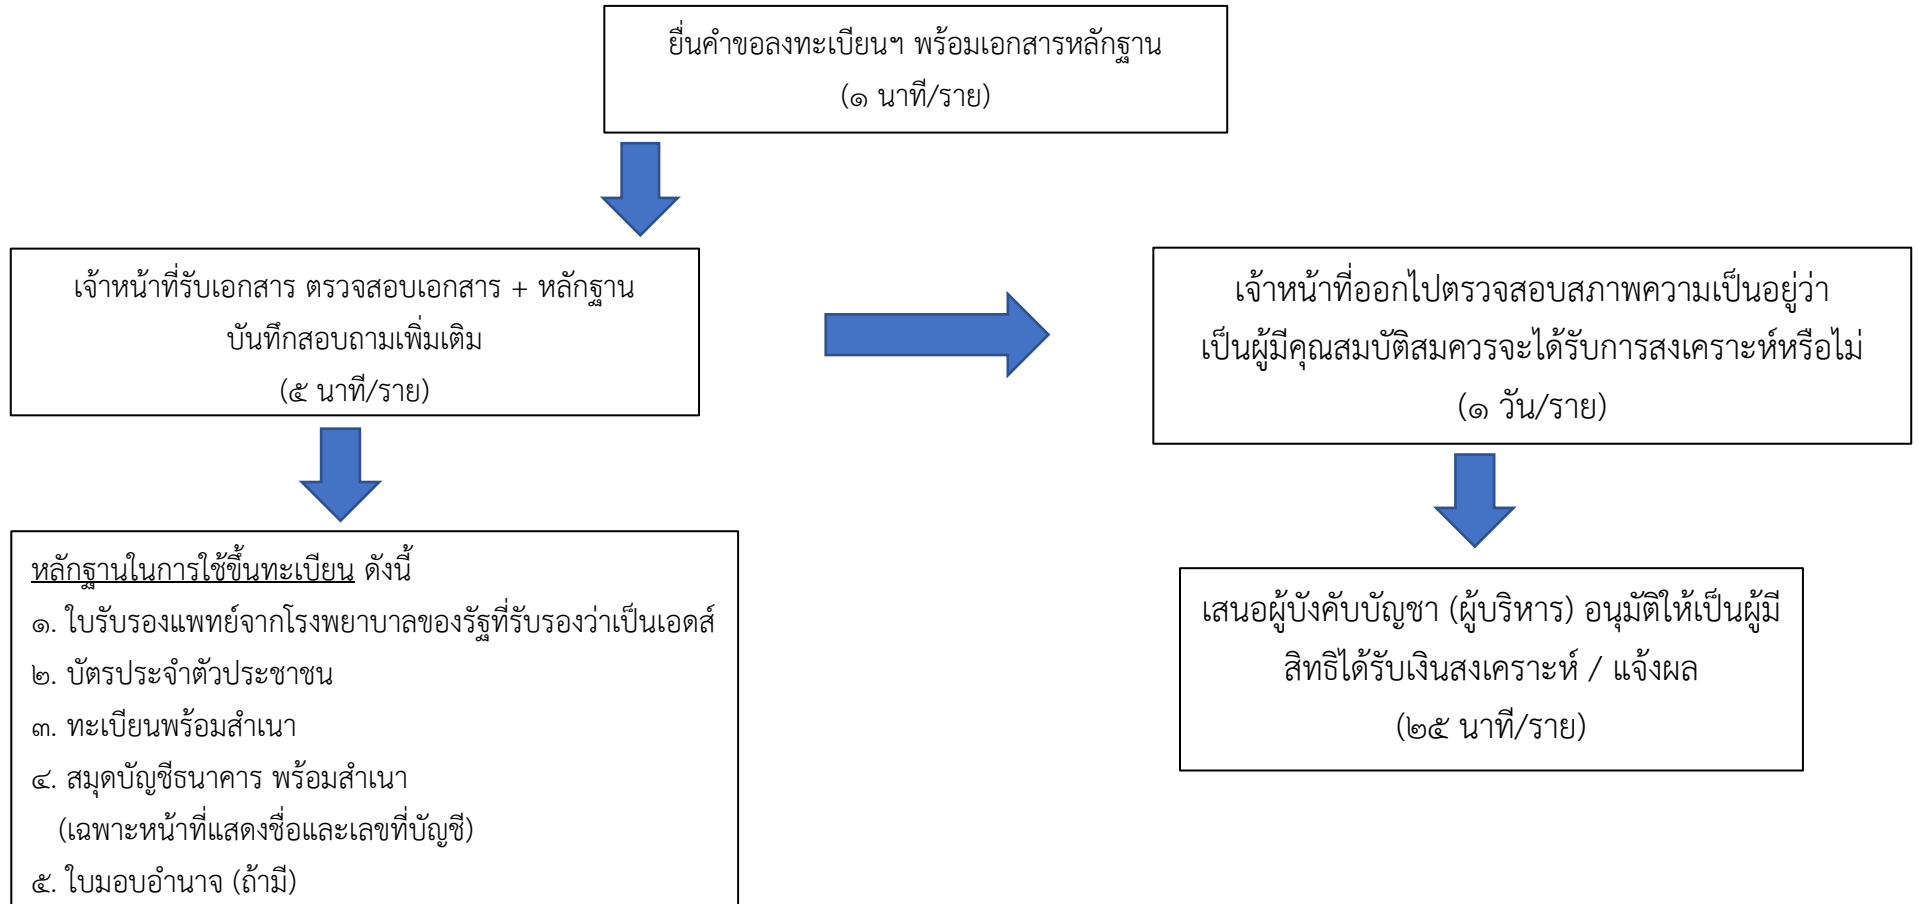 ยื่นคำขอลงทะเบียนฯ พร้อมเอกสารหลักฐาน
(๑ นาที/ราย)
เจ้าหน้าที่รับเอกสาร ตรวจสอบเอกสาร + หลักฐาน
บันทึกสอบถามเพิ่มเติม
(๕ นาที/ราย)
เจ้าหน้าที่ออกไปตรวจสอบสภาพความเป็นอยู่ว่า
เป็นผู้มีคุณสมบัติสมควรจะได้รับการสงเคราะห์หรือไม่
(๑ วัน/ราย)
หลักฐานในการใช้ขึ้นทะเบียน ดังนี้
๑. ใบรับรองแพทย์จากโรงพยาบาลของรัฐที่รับรองว่าเป็นเอดส์
๒. บัตรประจำตัวประชาชน
๓. ทะเบียนพร้อมสำเนา
๔. สมุดบัญชีธนาคาร พร้อมสำเนา
(เฉพาะหน้าที่แสดงชื่อและเลขที่บัญชี)
๕. ใบมอบอำนาจ (ถ้ามี)
เสนอผู้บังคับบัญชา (ผู้บริหาร) อนุมัติให้เป็นผู้มี
สิทธิได้รับเงินสงเคราะห์ / แจ้งผล
(๒๕ นาที/ราย)